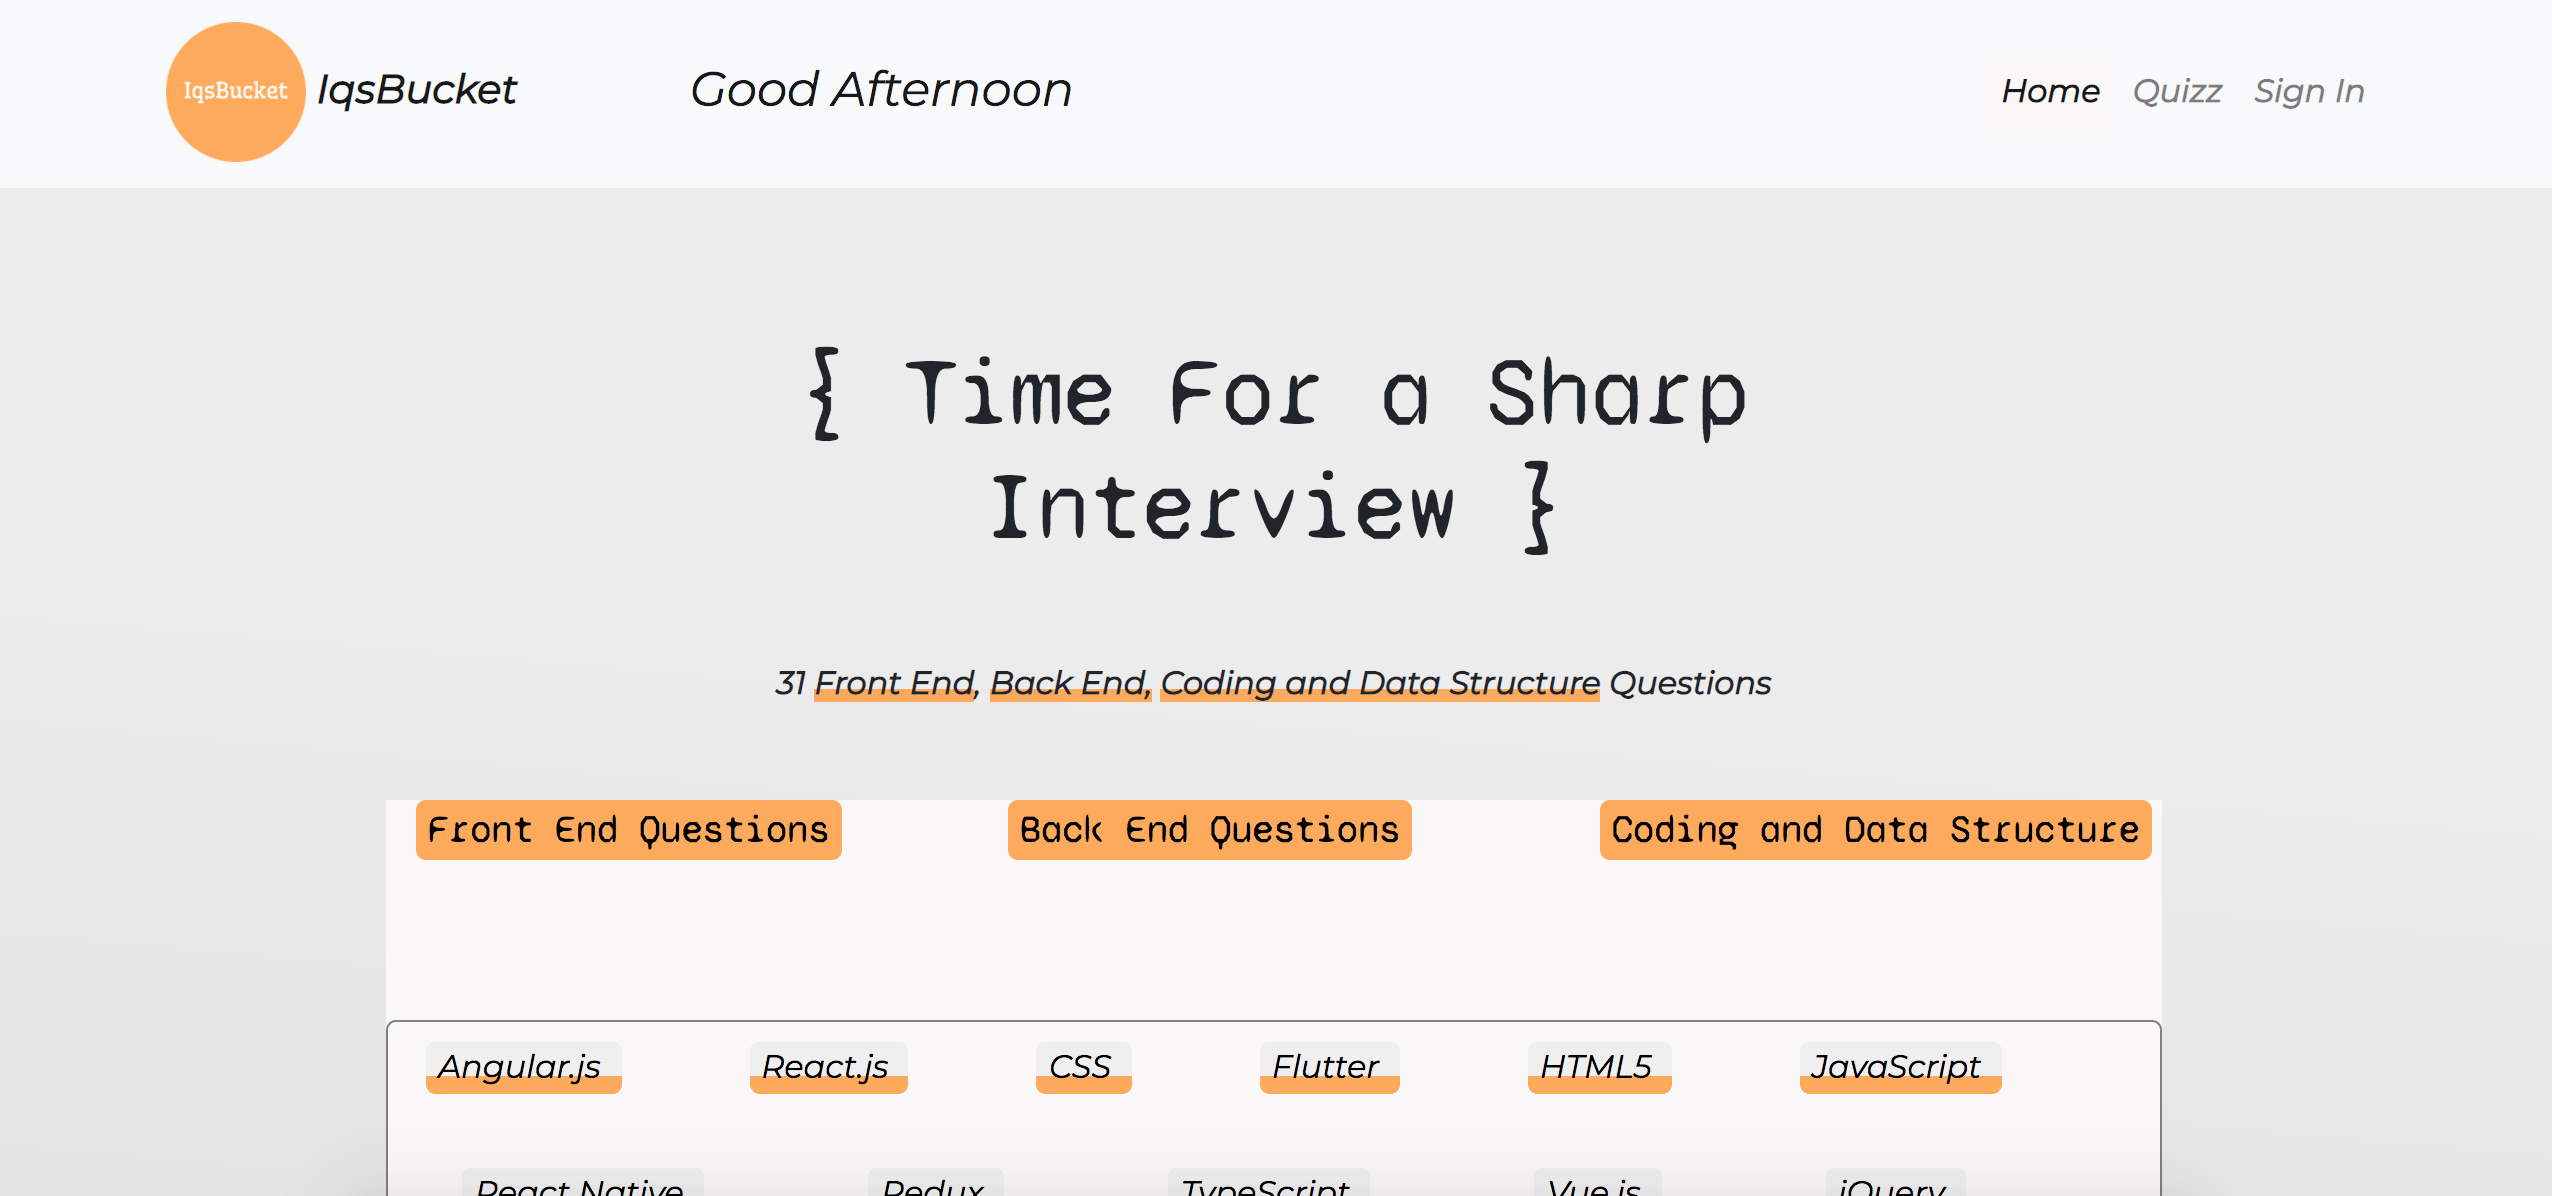 IqsBucket IqsBucket Good Afternoon Home Quizz Sign In
{ Time For a Sharp
Interview }
31 Front End, Back End, Coding and Data Structure Questions
Front End Questions Back End Questions Coding and Data Structure
Angular.js React.js CSS Flutter HTML5 JavaScript
React Native Redux TypeScript Vue.js jQuery